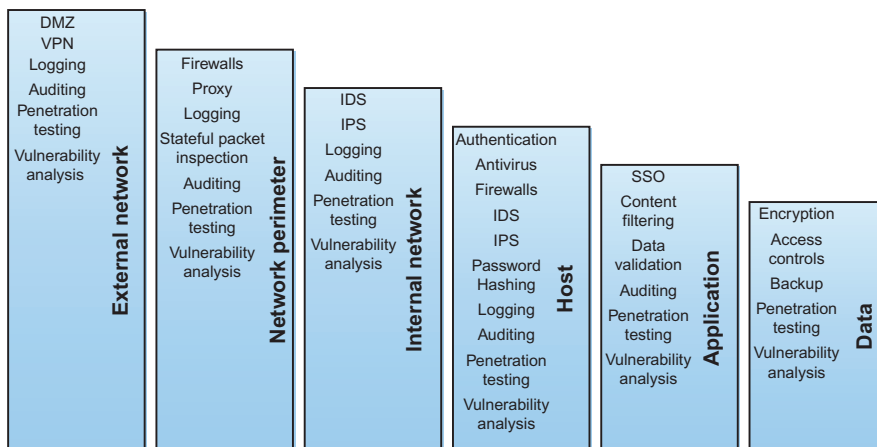 DMZ
VPN
Logging
Auditing
Penetration
testing
Vulnerability
analysis
External network
Firewalls
Proxy
Logging
Stateful packet
inspection
Auditing
Penetration
testing
Vulnerability
analysis
Network perimeter
IDS
IPS
Logging
Auditing
Penetration
testing
Vulnerability
analysis
Internal network
Authentication
Antivirus
Firewalls
IDS
IPS
Password
Hashing
Logging
Auditing
Penetration
testing
Vulnerability
analysis
Host
SSO
Content
filtering
Data
validation
Auditing
Penetration
testing
Vulnerability
analysis
Application
Encryption
Access
controls
Backup
Penetration
testing
Vulnerability
analysis
Data